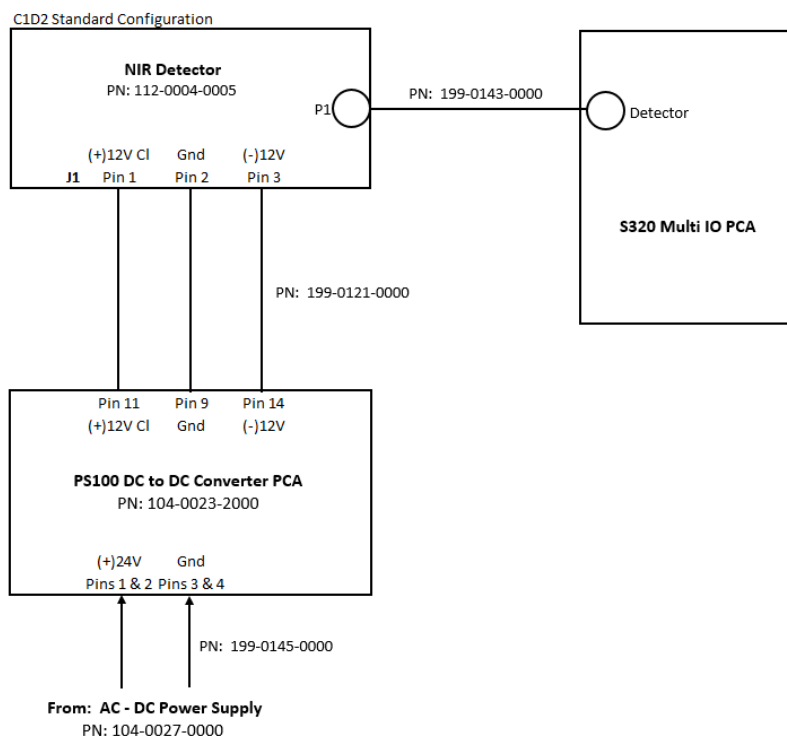 C1D2 Standard Configuration
NIR Detector
PN: 112-0004-0005
P1
PN: 199-0143-0000
Detector
(+)12V Cl Gnd (-)12V
J1 Pin 1 Pin 2 Pin 3
S320 Multi IO PCA
PN: 199-0121-0000
Pin 11 Pin 9 Pin 14
(+)12V Cl Gnd (-)12V
PS100 DC to DC Converter PCA
PN: 104-0023-2000
(+)24V Gnd
Pins 1 & 2 Pins 3 & 4
PN: 199-0145-0000
From: AC - DC Power Supply
PN: 104-0027-0000